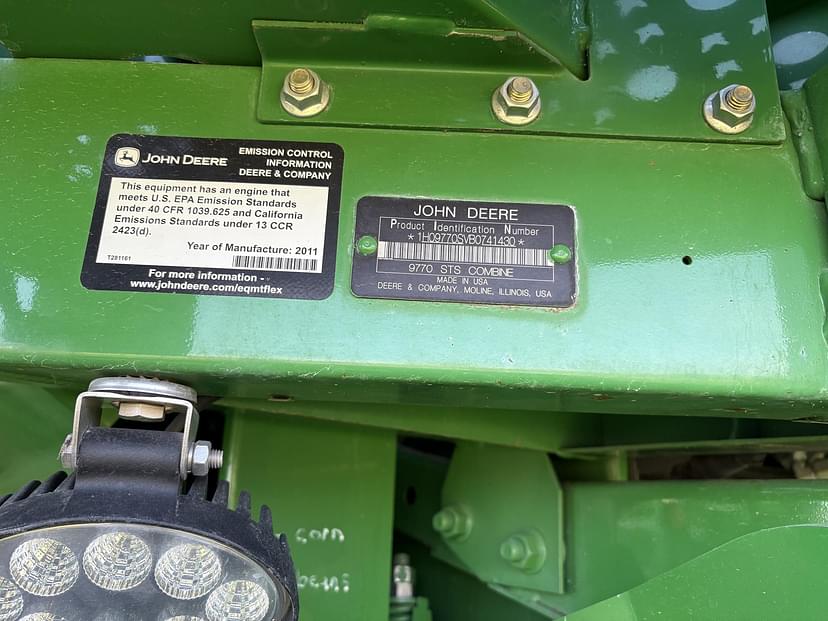 JOHN DEERE
EMISSION CONTROL
INFORMATION
DEERE & COMPANY
This equipment has an engine that
meets U.S. EPA Emission Standards
under 40 CFR 1039.625 and California
Emissions Standards under 13 CCR
2423(d).
Year of Manufacture: 2011
T281161
For more information -
www.johndeere.com/eqmtflex
JOHN DEERE
Product Identification Number
*1H09770SVB0741430*
9770 STS COMBINE
MADE IN USA
DEERE & COMPANY, MOLINE, ILLINOIS, USA